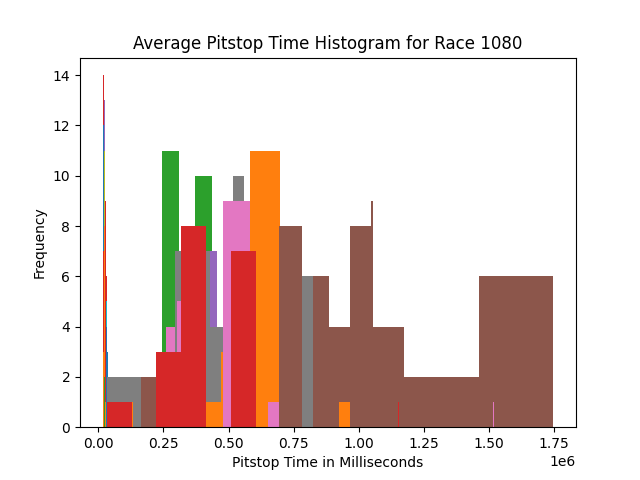 Average Pitstop Time Histogram for Race 1080
14
12
10
8
6
4
2
0
Frequency
0.00 0.25 0.50 0.75 1.00 1.25 1.50 1.75
1e6
Pitstop Time in Milliseconds